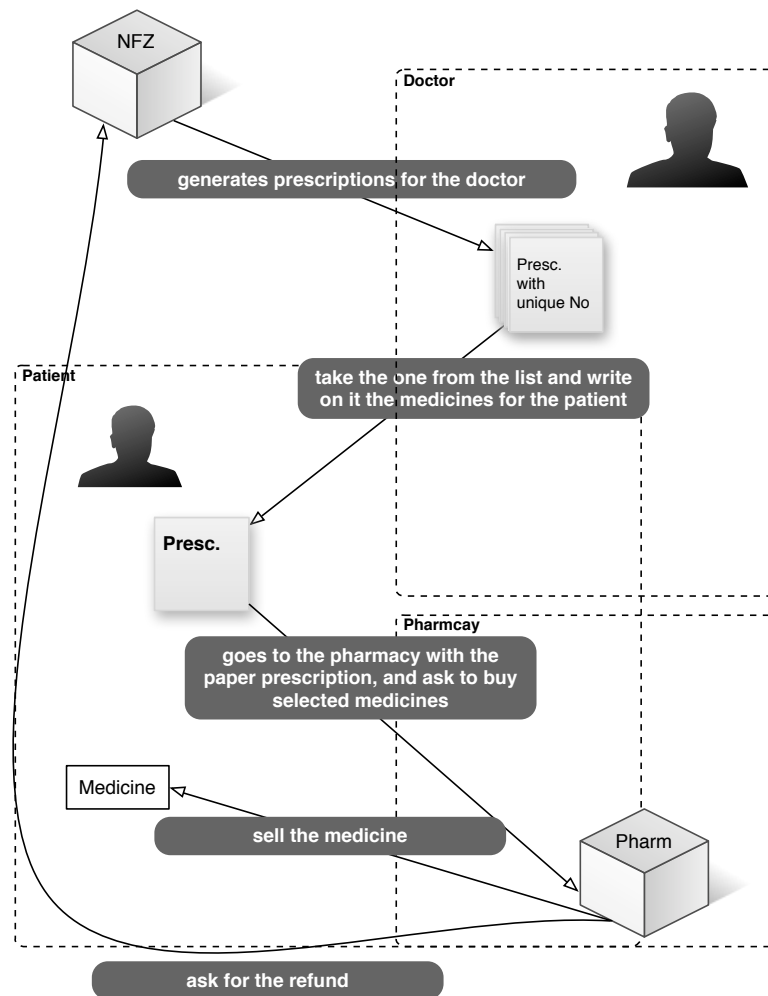 NFZ
Doctor
generates prescriptions for the doctor
Presc.
with
unique No
take the one from the list and write
on it the medicines for the patient
Patient
Presc.
Pharmcay
goes to the pharmacy with the
paper prescription, and ask to buy
selected medicines
Medicine
sell the medicine
Pharm
ask for the refund